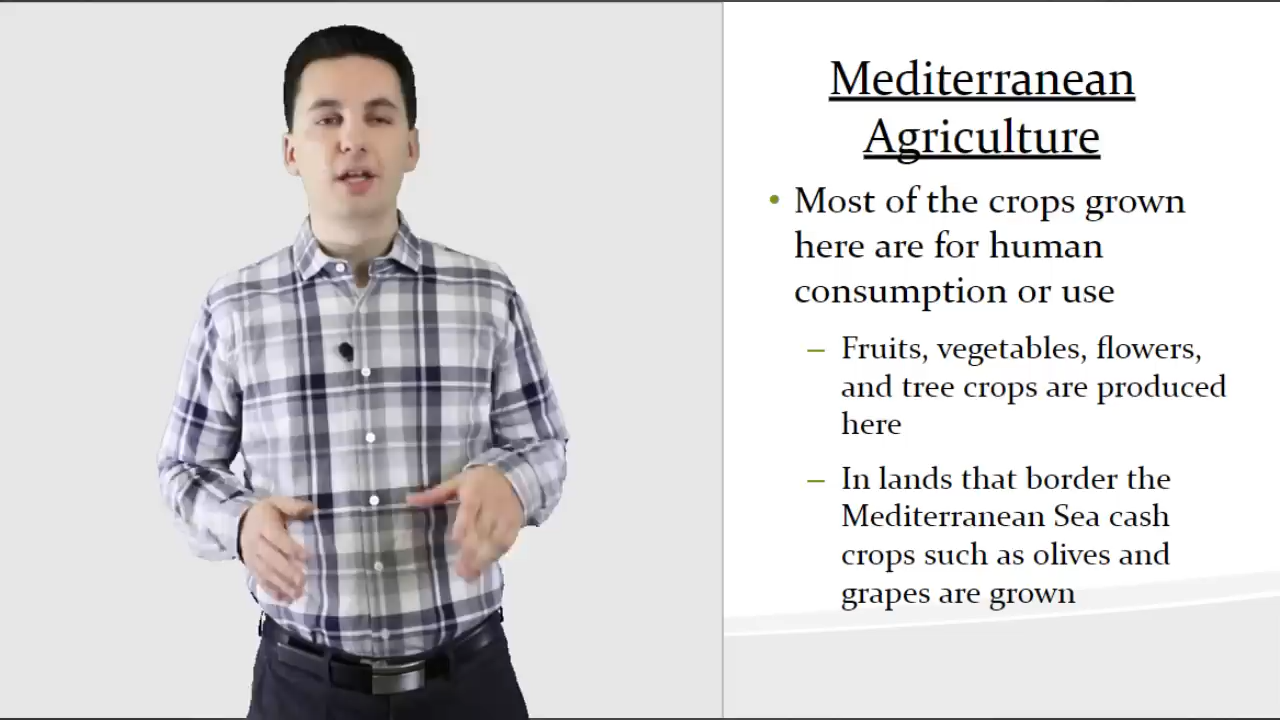 Mediterranean
Agriculture
• Most of the crops grown
here are for human
consumption or use
– Fruits, vegetables, flowers,
and tree crops are produced
here
– In lands that border the
Mediterranean Sea cash
crops such as olives and
grapes are grown